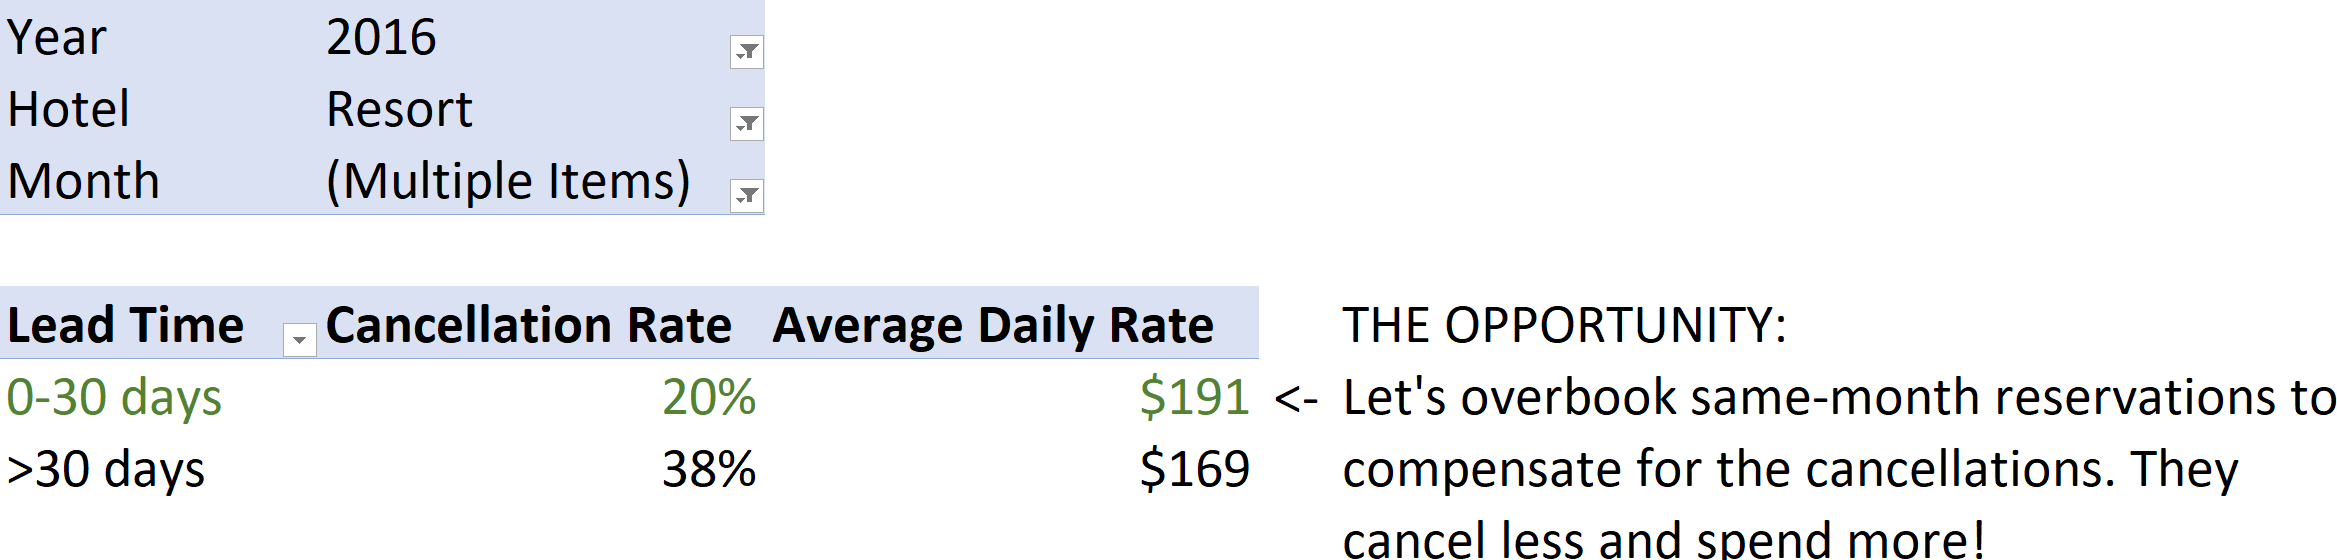 Year 2016
Hotel Resort
Month (Multiple Items)
Lead Time Cancellation Rate Average Daily Rate THE OPPORTUNITY:
0-30 days 20% $191 <- Let's overbook same-month reservations to
>30 days 38% $169 compensate for the cancellations. They
cancel less and spend more!